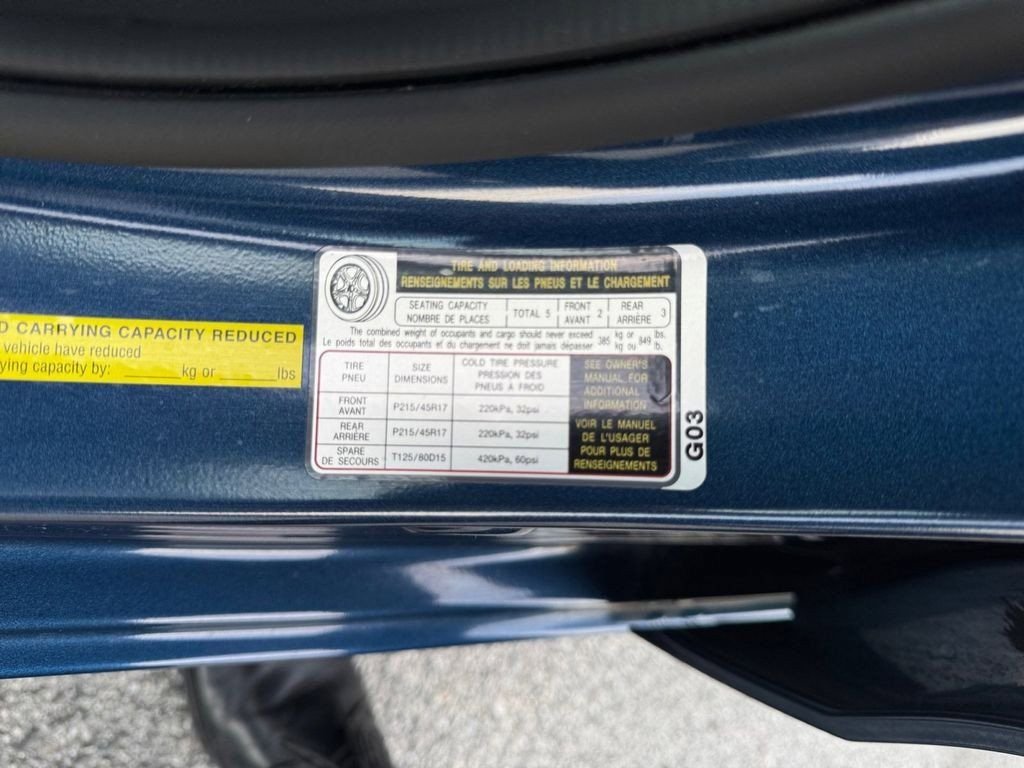 D CARRYING CAPACITY REDUCED
vehicle have reduced
ying capacity by: ______ kg or ______lbs
TIRE AND LOADING INFORMATION
RENSEIGNEMENTS SUR LES PNEUS ET LE CHARGEMENT
SEATING CAPACITY
NOMBRE DE PLACES
TOTAL 5
FRONT
AVANT 2
REAR
ARRIÈRE 3
The combined weight of occupants and cargo should never exceed 385 kg or 849 lbs.
Le poids total des occupants et du chargement ne doit jamais dépasser 385 kg ou 849 lb.
TIRE
PNEU
SIZE
DIMENSIONS
COLD TIRE PRESSURE
PRESSION DES
PNEUS A FROID
FRONT
AVANT
P215/45R17
220kPa, 32psi
REAR
ARRIÈRE
P215/45R17
220kPa, 32psi
SPARE
DE SECOURS
T125/80D15
420kPa, 60psi
SEE OWNER'S
MANUAL FOR
ADDITIONAL
INFORMATION
VOIR LE MANUEL
DE L'USAGER
POUR PLUS DE
RENSEIGNEMENTS
G03